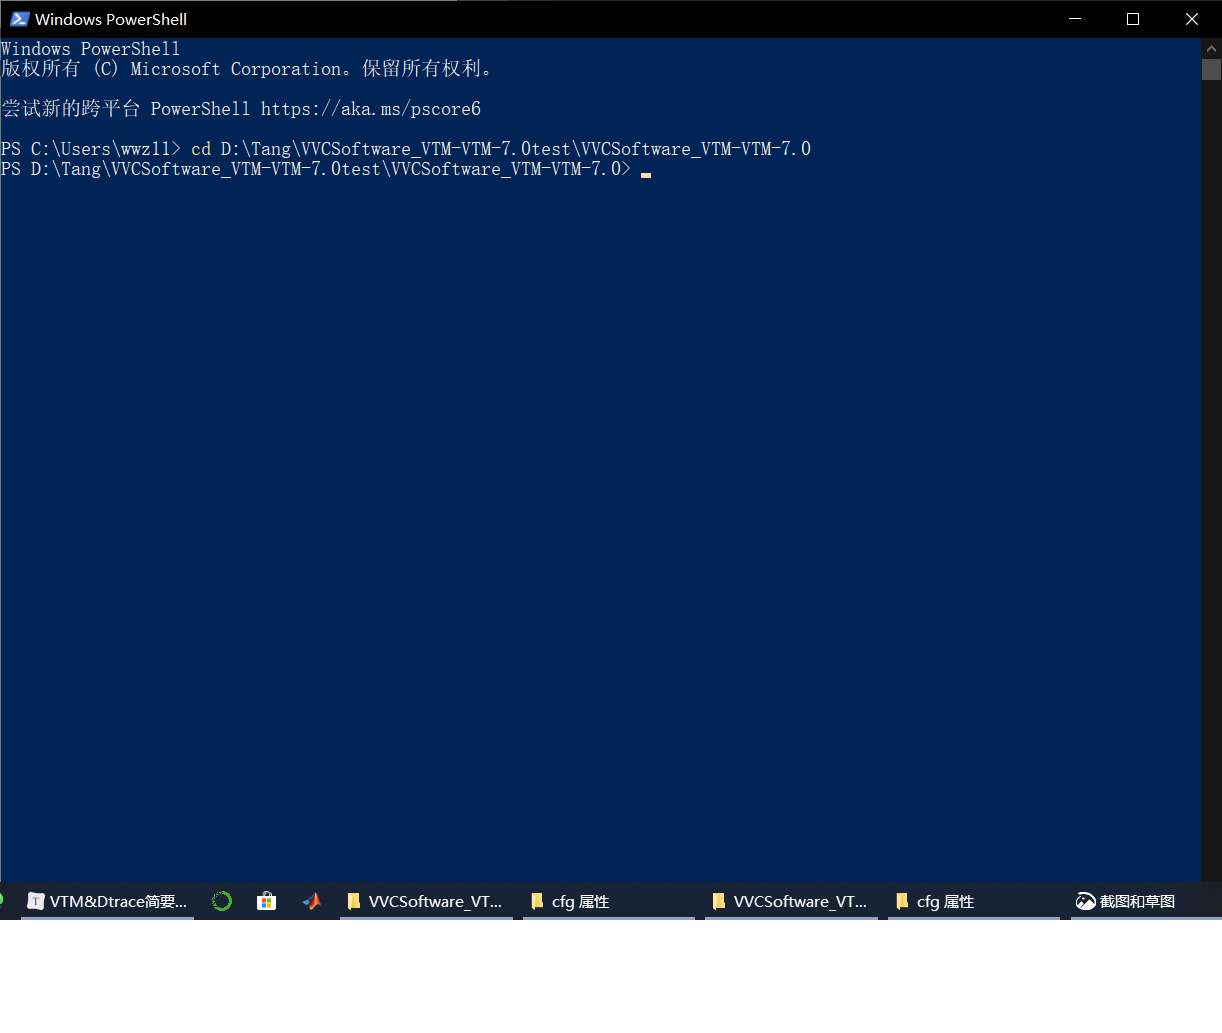 Windows PowerShell
Windows PowerShell
版权所有 (C) Microsoft Corporation。保留所有权利。
尝试新的跨平台 PowerShell https://aka.ms/pscore6
PS C:\Users\wwzll> cd D:\Tang\VVCSoftware_VTM-VTM-7.0test\VVCSoftware_VTM-VTM-7.0
PS D:\Tang\VVCSoftware_VTM-VTM-7.0test\VVCSoftware_VTM-VTM-7.0>
VTM&Dtrace简要... VVCSoftware_VT... cfg 属性 VVCSoftware_VT... cfg 属性 截图和草图